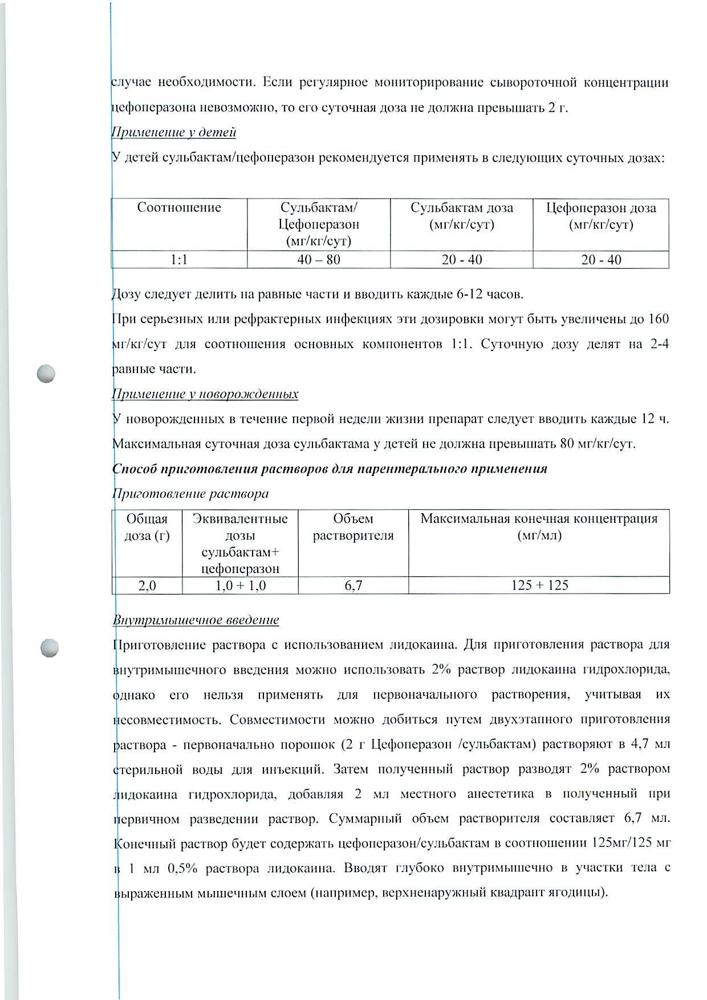 случае необходимости. Если регулярное мониторирование сывороточной концентрации
цефоперазона невозможно, то его суточная доза не должна превышать 2 г.
Применение у детей
У детей сульбактам/цефоперазон рекомендуется применять в следующих суточных дозах:
Соотношение
Сульбактам/
Цефоперазон
(мг/кг/сут)
Сульбактам доза
(мг/кг/сут)
Цефоперазон доза
(мг/кг/сут)
1:1
40 – 80
20 - 40
20 - 40
Дозу следует делить на равные части и вводить каждые 6-12 часов.
При серьезных или рефрактерных инфекциях эти дозировки могут быть увеличены до 160
мг/кг/сут для соотношения основных компонентов 1:1. Суточную дозу делят на 2-4
равные части.
Применение у новорожденных
У новорожденных в течение первой недели жизни препарат следует вводить каждые 12 ч.
Максимальная суточная доза сульбактама у детей не должна превышать 80 мг/кг/сут.
Способ приготовления растворов для парентерального применения
Приготовление раствора
Общая
доза (г)
Эквивалентные
дозы
сульбактам+
цефоперазон
Объем
растворителя
Максимальная конечная концентрация
(мг/мл)
2,0
1,0 + 1,0
6,7
125 + 125
Внутримышечное введение
Приготовление раствора с использованием лидокаина. Для приготовления раствора для
внутримышечного введения можно использовать 2% раствор лидокаина гидрохлорида,
однако его нельзя применять для первоначального растворения, учитывая их
несовместимость. Совместимости можно добиться путем двухэтапного приготовления
раствора - первоначально порошок (2 г Цефоперазон /сульбактам) растворяют в 4,7 мл
стерильной воды для инъекций. Затем полученный раствор разводят 2% раствором
лидокаина гидрохлорида, добавляя 2 мл местного анестетика в полученный при
первичном разведении раствор. Суммарный объем растворителя составляет 6,7 мл.
Конечный раствор будет содержать цефоперазон/сульбактам в соотношении 125мг/125 мг
в 1 мл 0,5% раствора лидокаина. Вводят глубоко внутримышечно в участки тела с
выраженным мышечным слоем (например, верхненаружный квадрант ягодицы).